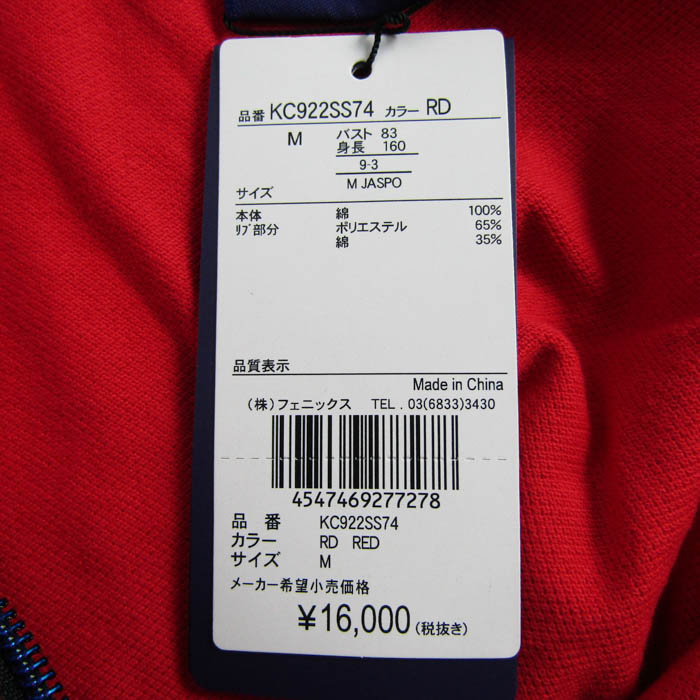 品番 KC922SS74 カラー RD
M バスト 83
身長 160
9-3
M JASPO
サイズ
本体 綿 100%
ﾘﾌﾞ部分 ポリエステル 65%
綿 35%
品質表示
Made in China
(株)フェニックス TEL . 03(6833)3430
4547469277278
品番 KC922SS74
カラー RD RED
サイズ M
メーカー希望小売価格
¥16,000(税抜き)